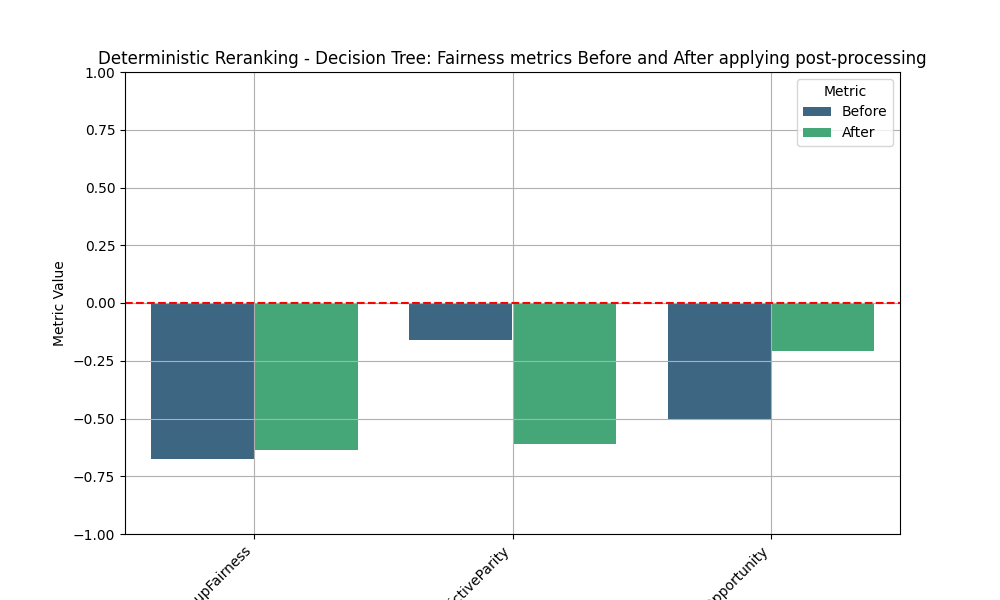 Deterministic Reranking - Decision Tree: Fairness metrics Before and After applying post-processing
Metric
Before
After
1.00
0.75
0.50
0.25
0.00
−0.25
−0.50
−0.75
−1.00
Metric Value
upFairness
ctiveParity
pportunity